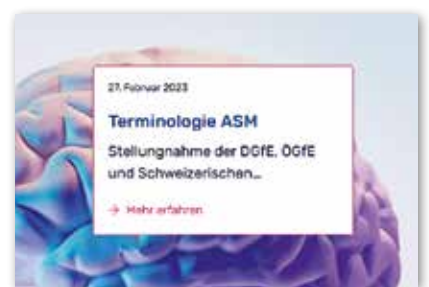 27. Februar 2023
Terminologie ASM
Stellungnahme der DGfE, ÖGfE
und Schweizerischen...
→ Mehr erfahren